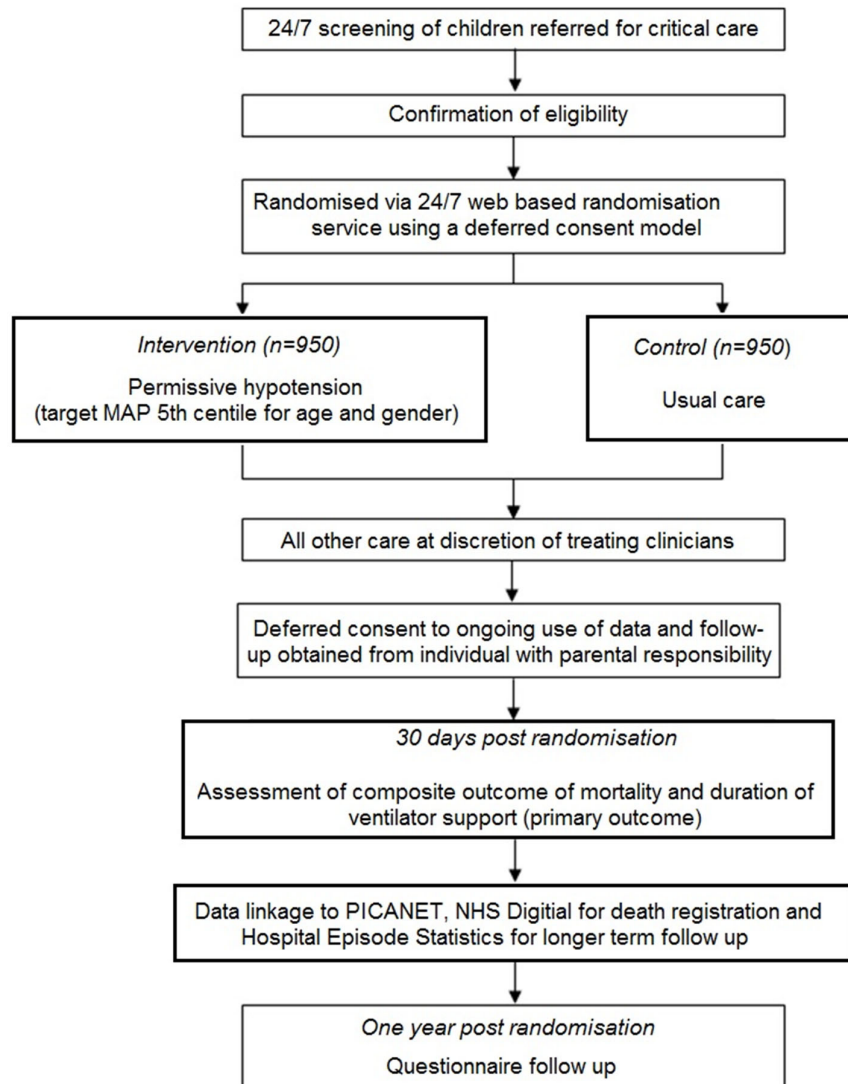 24/7 screening of children referred for critical care
Confirmation of eligibility
Randomised via 24/7 web based randomisation
service using a deferred consent model
Intervention (n=950)
Permissive hypotension
(target MAP 5th centile for age and gender)
Control (n=950)
Usual care
All other care at discretion of treating clinicians
Deferred consent to ongoing use of data and follow-
up obtained from individual with parental responsibility
30 days post randomisation
Assessment of composite outcome of mortality and duration of
ventilator support (primary outcome)
Data linkage to PICANET, NHS Digitial for death registration and
Hospital Episode Statistics for longer term follow up
One year post randomisation
Questionnaire follow up